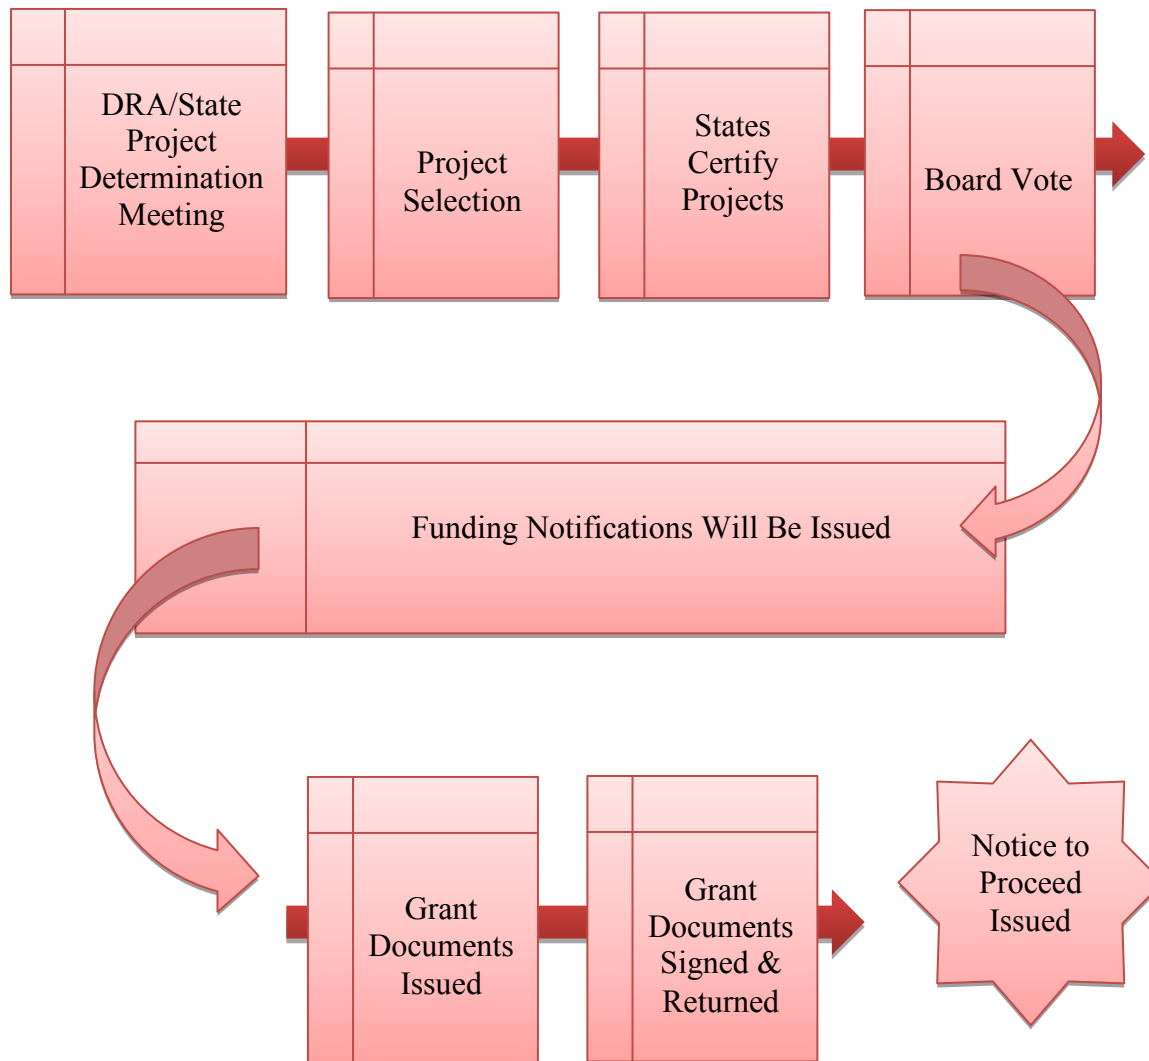 DRA/State
Project
Determination
Meeting
Project
Selection
States
Certify
Projects
Board Vote
Funding Notifications Will Be Issued
Grant
Documents
Issued
Grant
Documents
Signed &
Returned
Notice to
Proceed
Issued